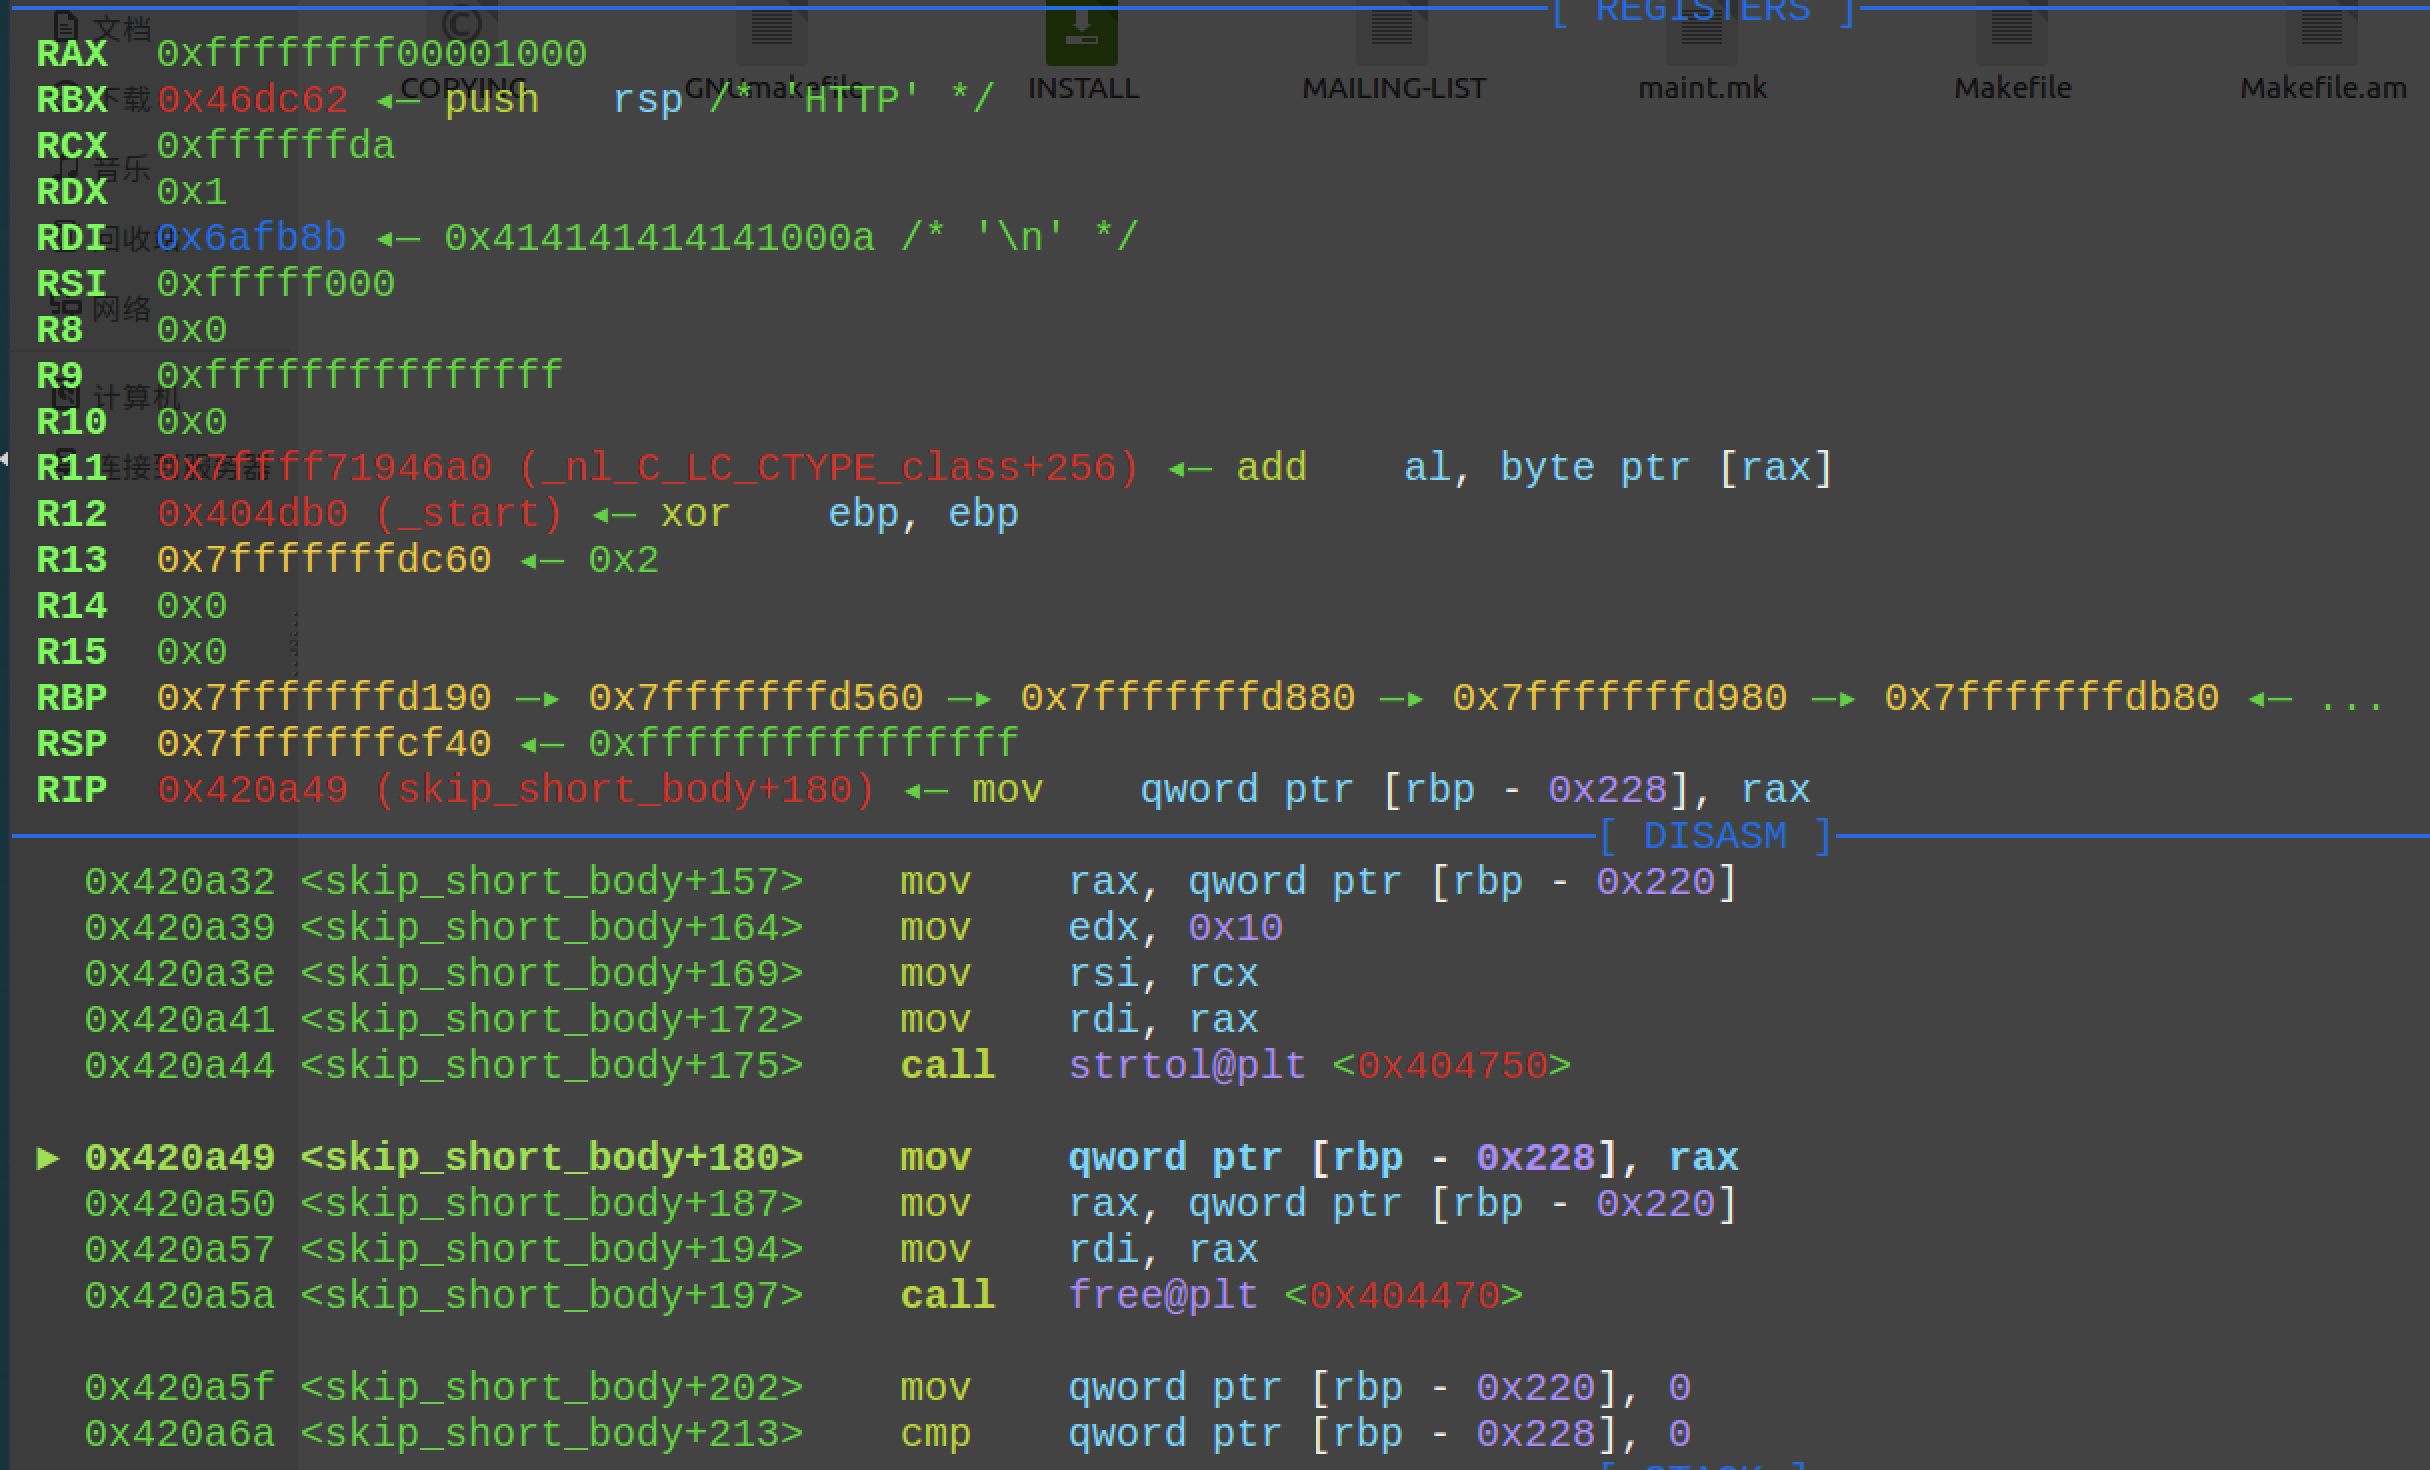 [ REGISTERS ]
文档
COPYING GNUmakefile INSTALL MAILING-LIST maint.mk Makefile Makefile.am
RAX 0xffffffff00001000
RBX 0x46dc62 ◂— push rsp /* 'HTTP' */
下载
RCX 0xffffffda
音乐
RDX 0x1
RDI 0x6afb8b ◂— 0x414141414141000a /* '\n' */
回收站
RSI 0xfffff000
网络
R8 0x0
R9 0xffffffffffffffff
计算机
R10 0x0
R11 0x7ffff71946a0 (_nl_C_LC_CTYPE_class+256) ◂— add al, byte ptr [rax]
连接到服务器
R12 0x404db0 (_start) ◂— xor ebp, ebp
R13 0x7fffffffdc60 ◂— 0x2
R14 0x0
R15 0x0
RBP 0x7fffffffd190 —▸ 0x7fffffffd560 —▸ 0x7fffffffd880 —▸ 0x7fffffffd980 —▸ 0x7fffffffdb80 ◂— ...
RSP 0x7fffffffcf40 ◂— 0xffffffffffffffff
RIP 0x420a49 (skip_short_body+180) ◂— mov qword ptr [rbp - 0x228], rax
[ DISASM ]
0x420a32 <skip_short_body+157> mov rax, qword ptr [rbp - 0x220]
0x420a39 <skip_short_body+164> mov edx, 0x10
0x420a3e <skip_short_body+169> mov rsi, rcx
0x420a41 <skip_short_body+172> mov rdi, rax
0x420a44 <skip_short_body+175> call strtol@plt <0x404750>
► 0x420a49 <skip_short_body+180> mov qword ptr [rbp - 0x228], rax
0x420a50 <skip_short_body+187> mov rax, qword ptr [rbp - 0x220]
0x420a57 <skip_short_body+194> mov rdi, rax
0x420a5a <skip_short_body+197> call free@plt <0x404470>
0x420a5f <skip_short_body+202> mov qword ptr [rbp - 0x220], 0
0x420a6a <skip_short_body+213> cmp qword ptr [rbp - 0x228], 0
[ STACK ]